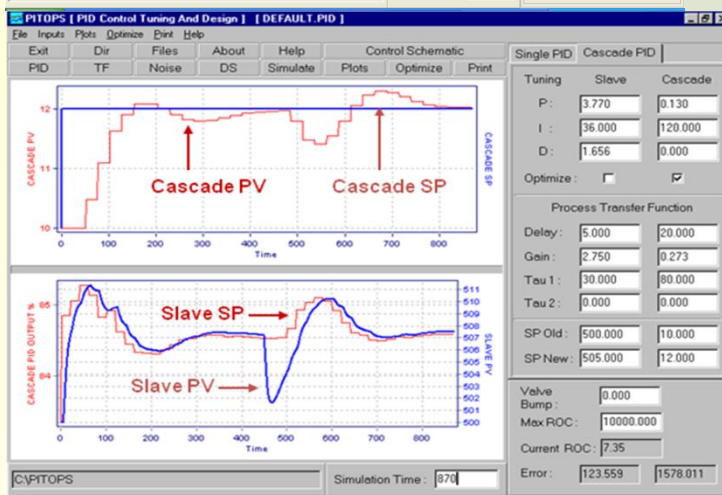 PITOPS [ PID Control Tuning And Design ] [ DEFAULT.PID ]
File Inputs Plots Optimize Print Help
Exit Dir Files About Help Control Schematic
PID TF Noise DS Simulate Plots Optimize Print
Single PID Cascade PID
Tuning Slave Cascade
P : 3.770 0.130
I : 36.000 120.000
D : 1.656 0.000
Optimize :
Process Transfer Function
Delay : 5.000 20.000
Gain : 2.750 0.273
Tau 1 : 30.000 80.000
Tau 2 : 0.000 0.000
SP Old : 500.000 10.000
SP New : 505.000 12.000
Valve Bump : 0.000
Max ROC : 10000.000
Current ROC : 7.35
Error : 123.559 1578.011
CASCADE PV
12
11
10
Cascade PV
Cascade SP
CASCADE SP
0 100 200 300 400 500 600 700 800
Time
CASCADE PID OUTPUT %
85
84
Slave SP
Slave PV
511
510
509
508
507
506
505
504
503
502
501
500
SLAVE PV
0 100 200 300 400 500 600 700 800
Time
C:\PITOPS
Simulation Time : 870